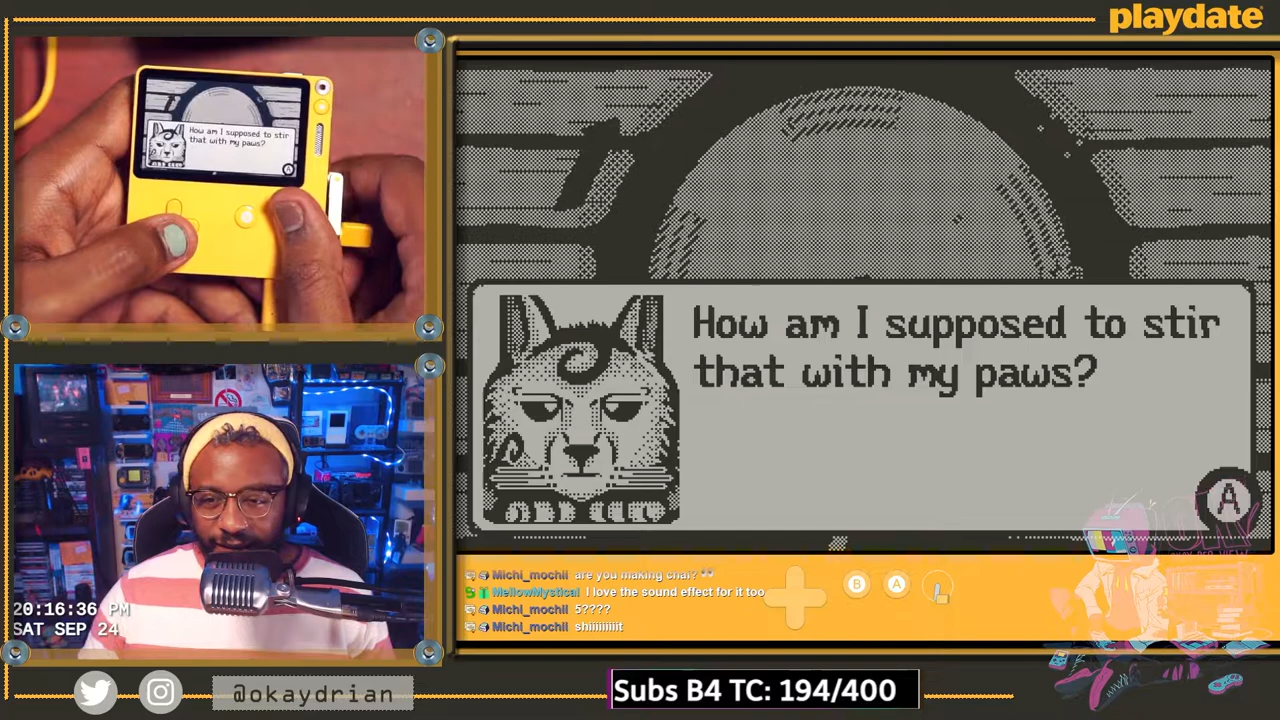 playdate
How am I supposed to stir
that with my paws?
How am I supposed to stir
that with my paws?
A
Michi_mochii are you making chai?
MellowMystical I love the sound effect for it too
Michi_mochii 5????
Michi_mochii shiiiiiiiit
B A
20:16:36 PM
SAT SEP 24
@okaydrian
Subs B4 TC: 194/400